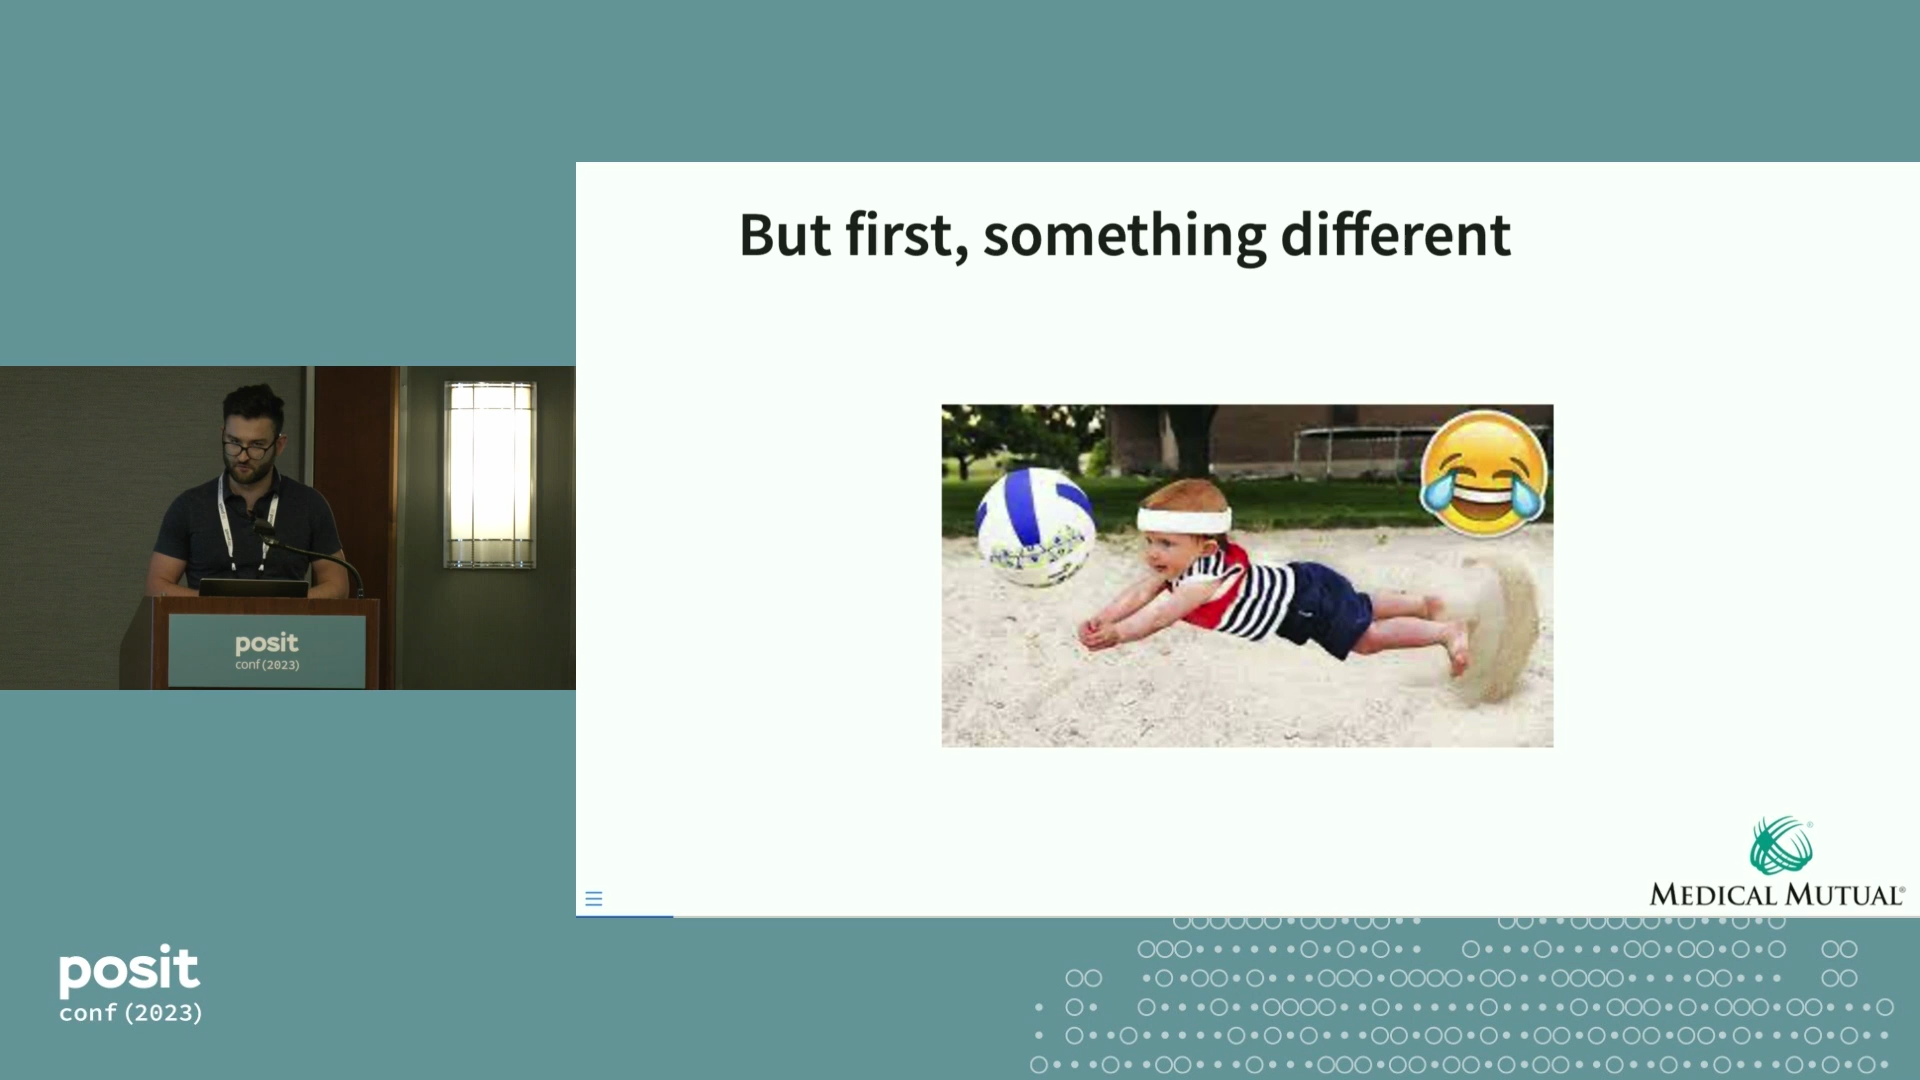 But first, something different
posit
conf(2023)
MEDICAL MUTUAL®
posit
conf(2023)